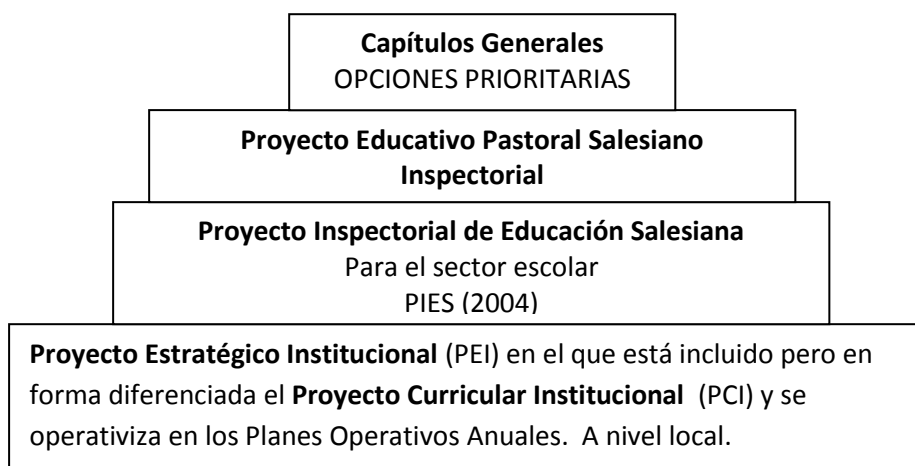 Capítulos Generales
OPCIONES PRIORITARIAS
Proyecto Educativo Pastoral Salesiano
Inspectorial
Proyecto Inspectorial de Educación Salesiana
Para el sector escolar
PIES (2004)
Proyecto Estratégico Institucional (PEI) en el que está incluido pero en
forma diferenciada el Proyecto Curricular Institucional (PCI) y se
operativiza en los Planes Operativos Anuales. A nivel local.